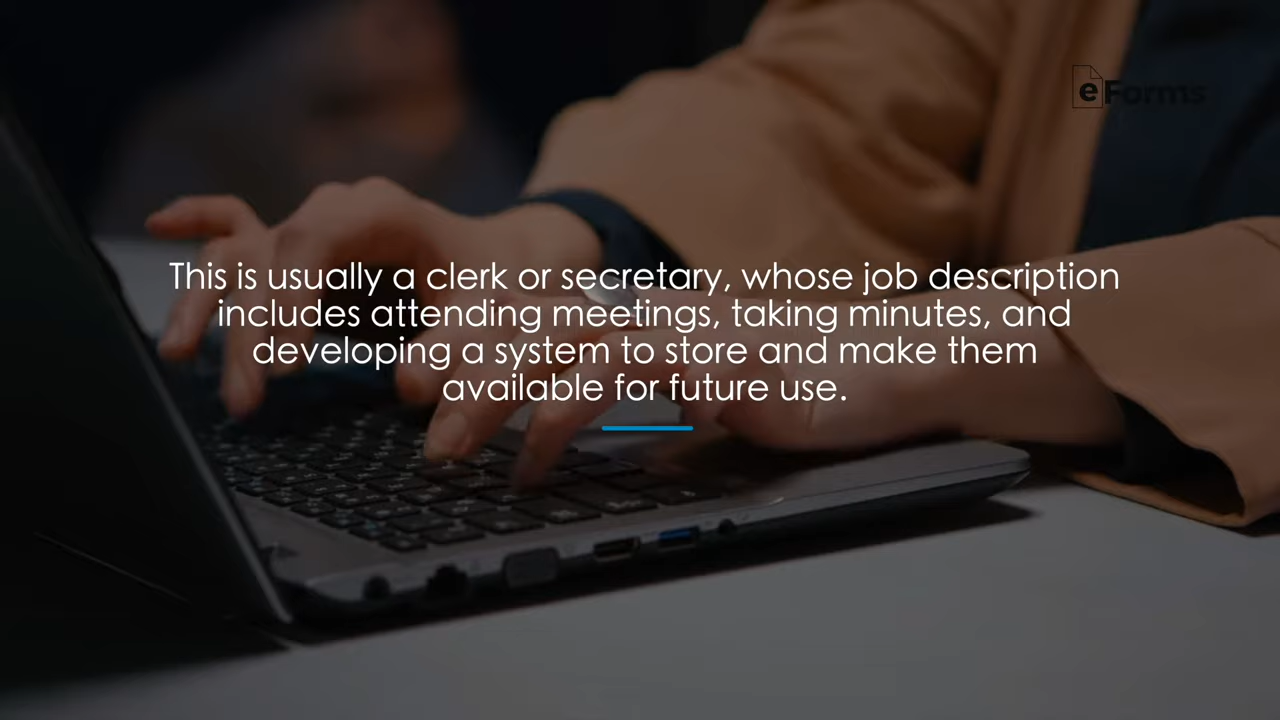 eForms
This is usually a clerk or secretary, whose job description
includes attending meetings, taking minutes, and
developing a system to store and make them
available for future use.